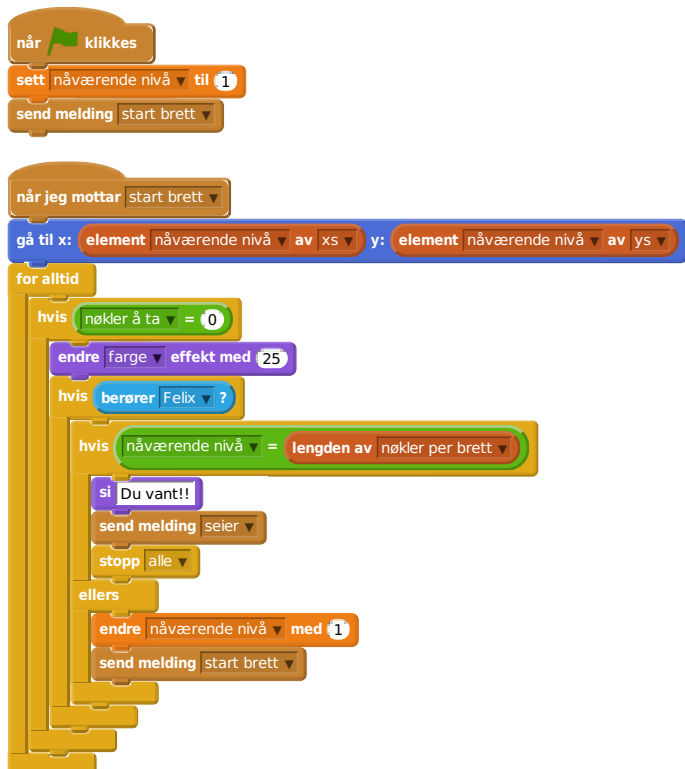 når klikkes
sett nåværende nivå ▼ til 1
send melding start brett ▼
når jeg mottar start brett ▼
gå til x: element nåværende nivå ▼ av xs ▼ y: element nåværende nivå ▼ av ys ▼
for alltid
hvis nøkler å ta ▼ = 0
endre farge ▼ effekt med 25
hvis berører Felix ▼ ?
hvis nåværende nivå ▼ = lengden av nøkler per brett ▼
si Du vant!!
send melding seier ▼
stopp alle ▼
ellers
endre nåværende nivå ▼ med 1
send melding start brett ▼